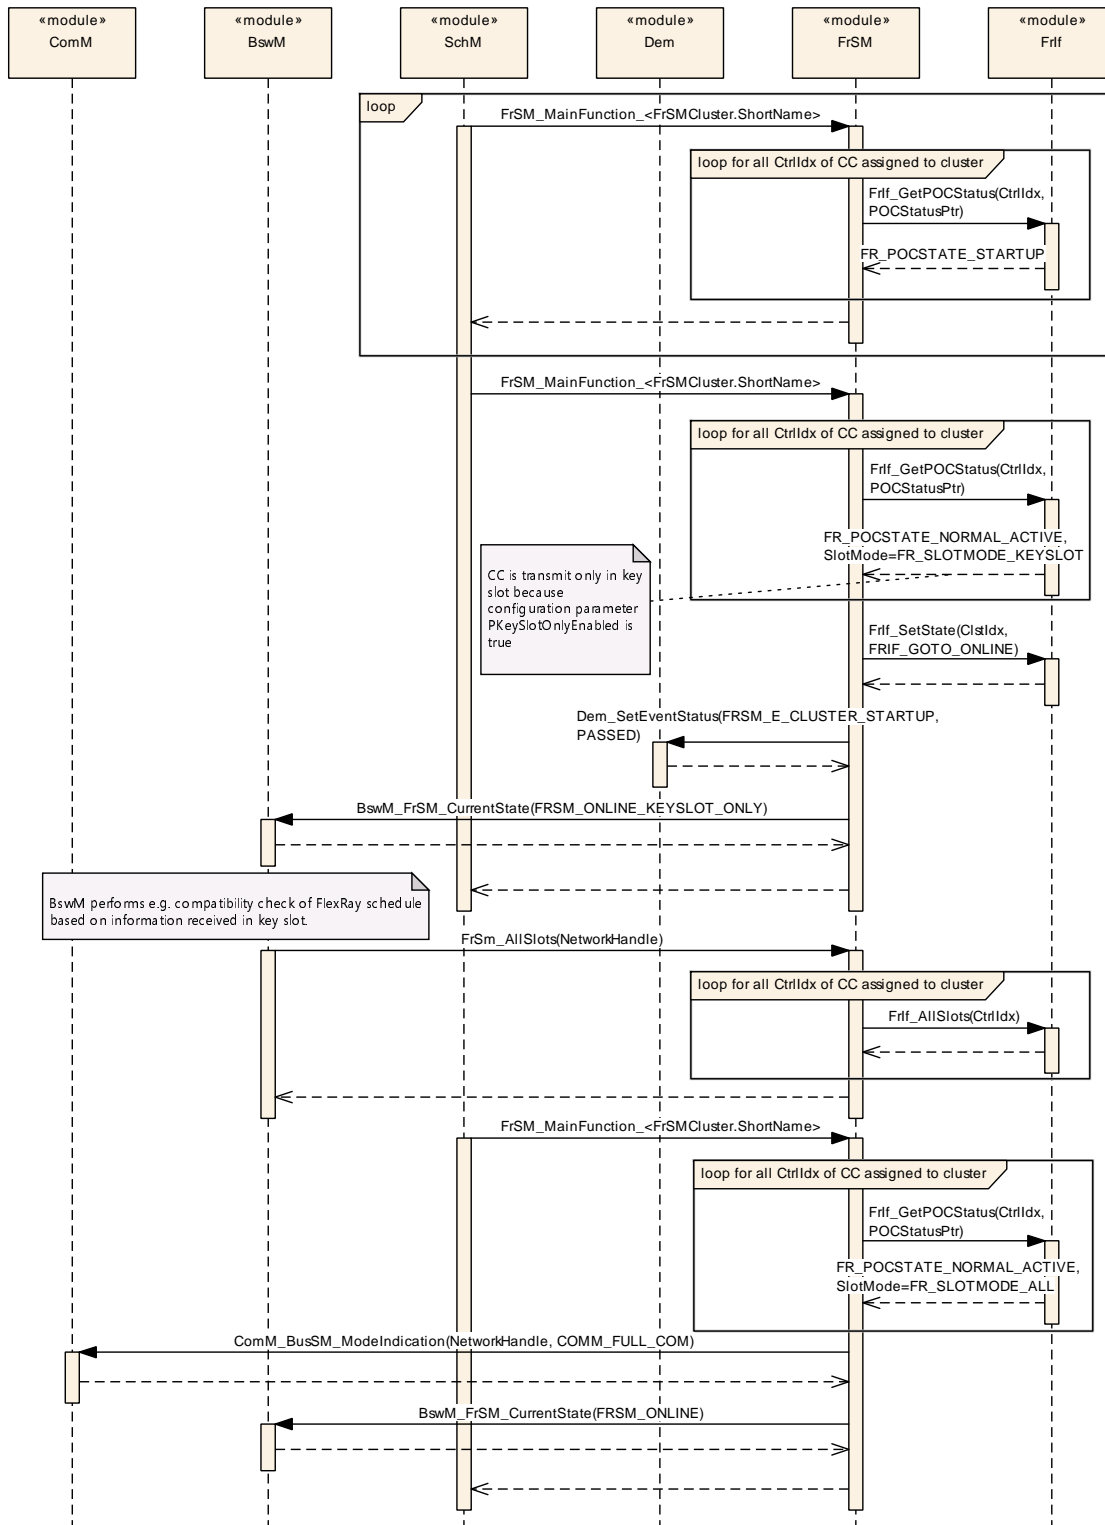 «module»
ComM
«module»
BswM
«module»
SchM
«module»
Dem
«module»
FrSM
«module»
FrIf
loop
FrSM_MainFunction_<FrSMCluster.ShortName>
loop for all CtrlIdx of CC assigned to cluster
FrIf_GetPOCStatus(CtrlIdx,
POCStatusPtr)
FR_POCSTATE_STARTUP
FrSM_MainFunction_<FrSMCluster.ShortName>
loop for all CtrlIdx of CC assigned to cluster
FrIf_GetPOCStatus(CtrlIdx,
POCStatusPtr)
FR_POCSTATE_NORMAL_ACTIVE,
SlotMode=FR_SLOTMODE_KEYSLOT
CC is transmit only in key
slot because
configuration parameter
PKeySlotOnlyEnabled is
true
FrIf_SetState(ClstIdx,
FRIF_GOTO_ONLINE)
Dem_SetEventStatus(FRSM_E_CLUSTER_STARTUP,
PASSED)
BswM_FrSM_CurrentState(FRSM_ONLINE_KEYSLOT_ONLY)
BswM performs e.g. compatibility check of FlexRay schedule
based on information received in key slot.
FrSm_AllSlots(NetworkHandle)
loop for all CtrlIdx of CC assigned to cluster
FrIf_AllSlots(CtrlIdx)
FrSM_MainFunction_<FrSMCluster.ShortName>
loop for all CtrlIdx of CC assigned to cluster
FrIf_GetPOCStatus(CtrlIdx,
POCStatusPtr)
FR_POCSTATE_NORMAL_ACTIVE,
SlotMode=FR_SLOTMODE_ALL
ComM_BusSM_ModeIndication(NetworkHandle, COMM_FULL_COM)
BswM_FrSM_CurrentState(FRSM_ONLINE)